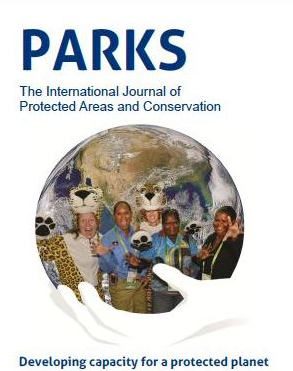 PARKS
The International Journal of
Protected Areas and Conservation
Developing capacity for a protected planet